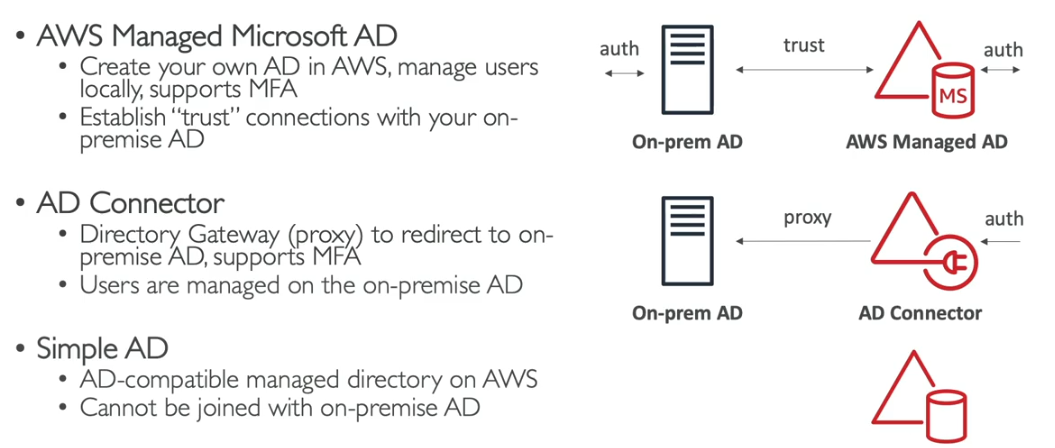 • AWS Managed Microsoft AD
• Create your own AD in AWS, manage users
locally, supports MFA
• Establish “trust” connections with your on-
premise AD
auth
trust
auth
MS
On-prem AD
AWS Managed AD
• AD Connector
• Directory Gateway (proxy) to redirect to on-
premise AD, supports MFA
• Users are managed on the on-premise AD
proxy
auth
On-prem AD
AD Connector
• Simple AD
• AD-compatible managed directory on AWS
• Cannot be joined with on-premise AD